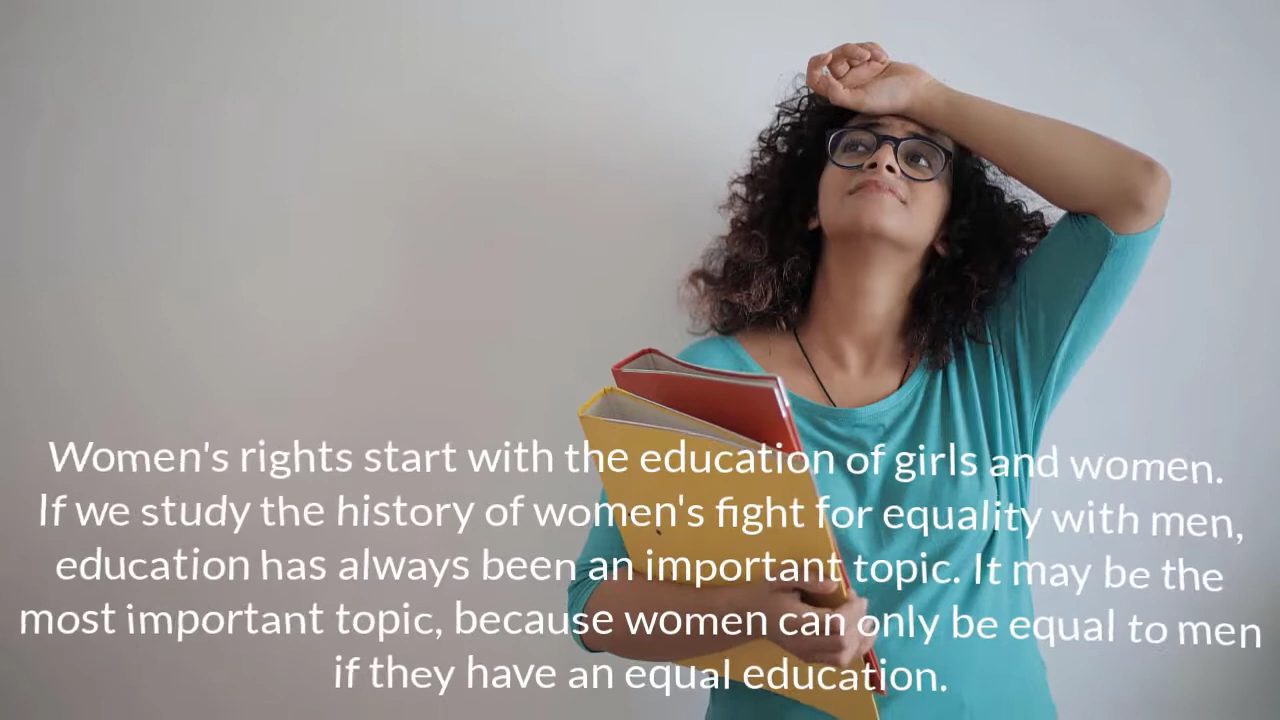 Women's rights start with the education of girls and women.
If we study the history of women's fight for equality with men,
education has always been an important topic. It may be the
most important topic, because women can only be equal to men
if they have an equal education.